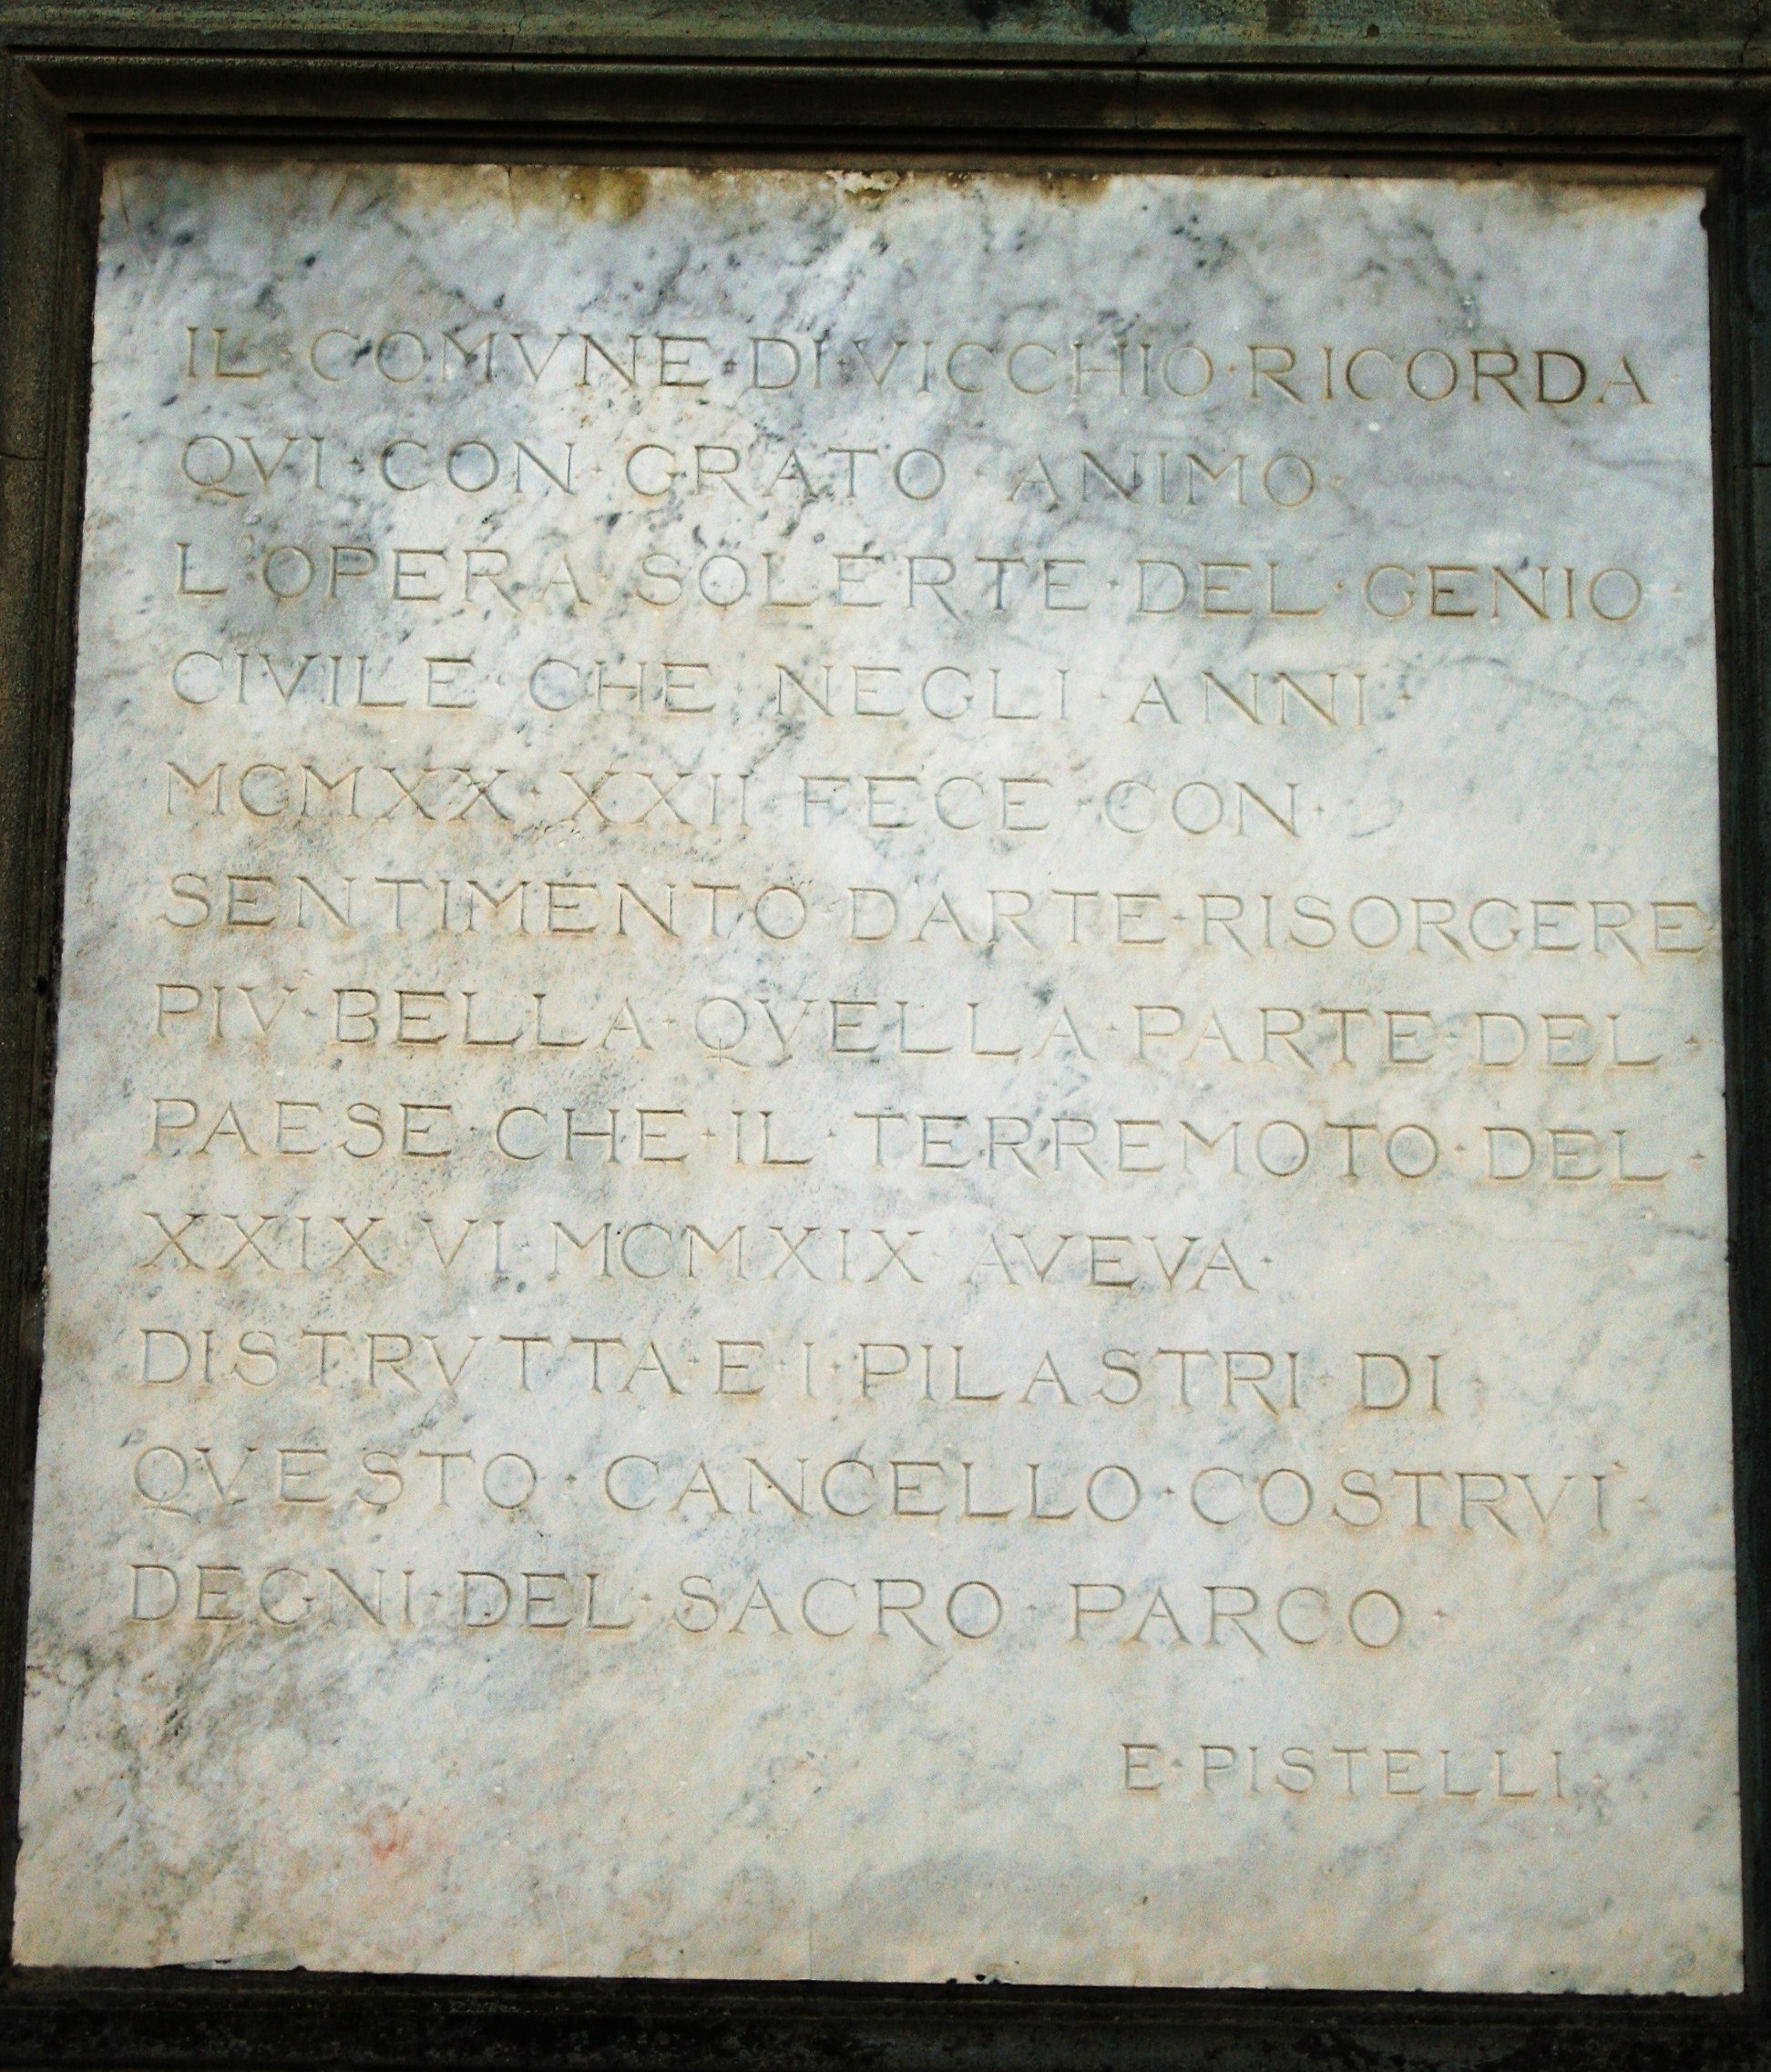 IL·COMVNE·DI·VICCHIO·RICORDA
QVI·CON·GRATO·ANIMO·
L'OPERA SOLERTE·DEL·GENIO·
CIVILE·CHE·NEGLI·ANNI·
MCMXX·XXII FECE·CON·
SENTIMENTO·D'ARTE·RISORGERE·
PIÙ·BELLA·QVELLA·PARTE·DEL·
PAESE·CHE·IL·TERREMOTO·DEL·
XXIX·VI·MCMXIX·AVEVA·
DISTRVTTA·E·I·PILASTRI·DI·
QVESTO·CANCELLO·COSTRVÌ·
DEGNI·DEL·SACRO·PARCO·
E·PISTELLI·